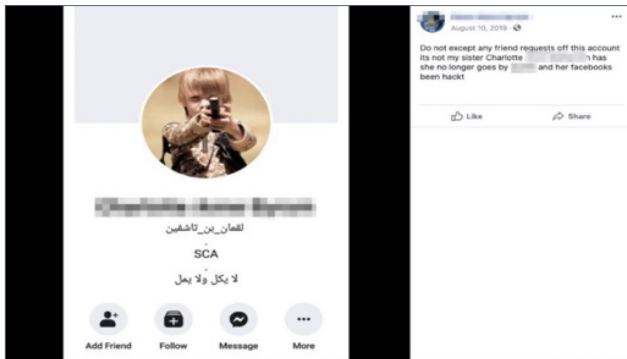 لقمان_بن_تاشفين
.
SCA
.
لا يكل ولا يمل
Add Friend
Follow
Message
More
August 10, 2019 ·
Do not except any friend requests off this account
Its not my sister Charlotte has
she no longer goes by and her facebooks
been hackt
Like
Share